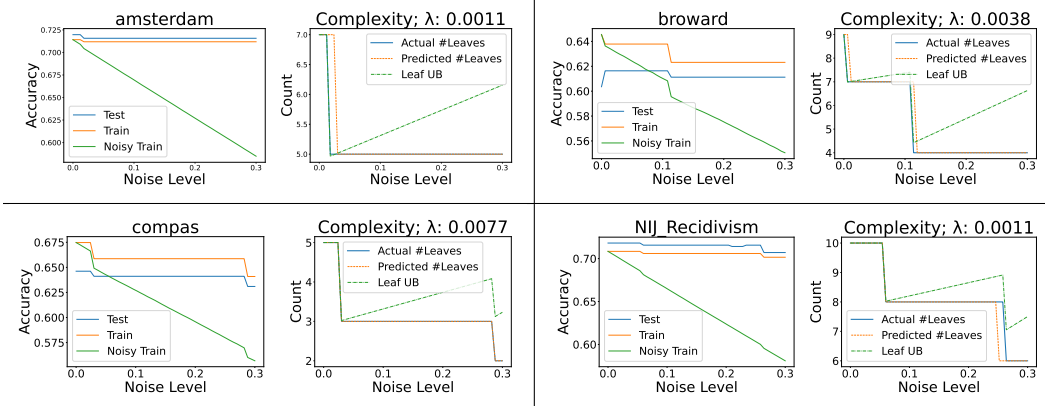 amsterdam
Accuracy
0.725
0.700
0.675
0.650
0.625
0.600
Test
Train
Noisy Train
0.0 0.1 0.2 0.3
Noise Level
Complexity; λ: 0.0011
Count
7.0
6.5
6.0
5.5
5.0
Actual #Leaves
Predicted #Leaves
Leaf UB
0.0 0.1 0.2 0.3
Noise Level
broward
Accuracy
0.64
0.62
0.60
0.58
0.56
Test
Train
Noisy Train
0.0 0.1 0.2 0.3
Noise Level
Complexity; λ: 0.0038
Count
9
8
7
6
5
4
Actual #Leaves
Predicted #Leaves
Leaf UB
0.0 0.1 0.2 0.3
Noise Level
compas
Accuracy
0.675
0.650
0.625
0.600
0.575
Test
Train
Noisy Train
0.0 0.1 0.2 0.3
Noise Level
Complexity; λ: 0.0077
Count
5
4
3
2
Actual #Leaves
Predicted #Leaves
Leaf UB
0.0 0.1 0.2 0.3
Noise Level
NIJ_Recidivism
Accuracy
0.70
0.65
0.60
Test
Train
Noisy Train
0.0 0.1 0.2 0.3
Noise Level
Complexity; λ: 0.0011
Count
10
9
8
7
6
Actual #Leaves
Predicted #Leaves
Leaf UB
0.0 0.1 0.2 0.3
Noise Level